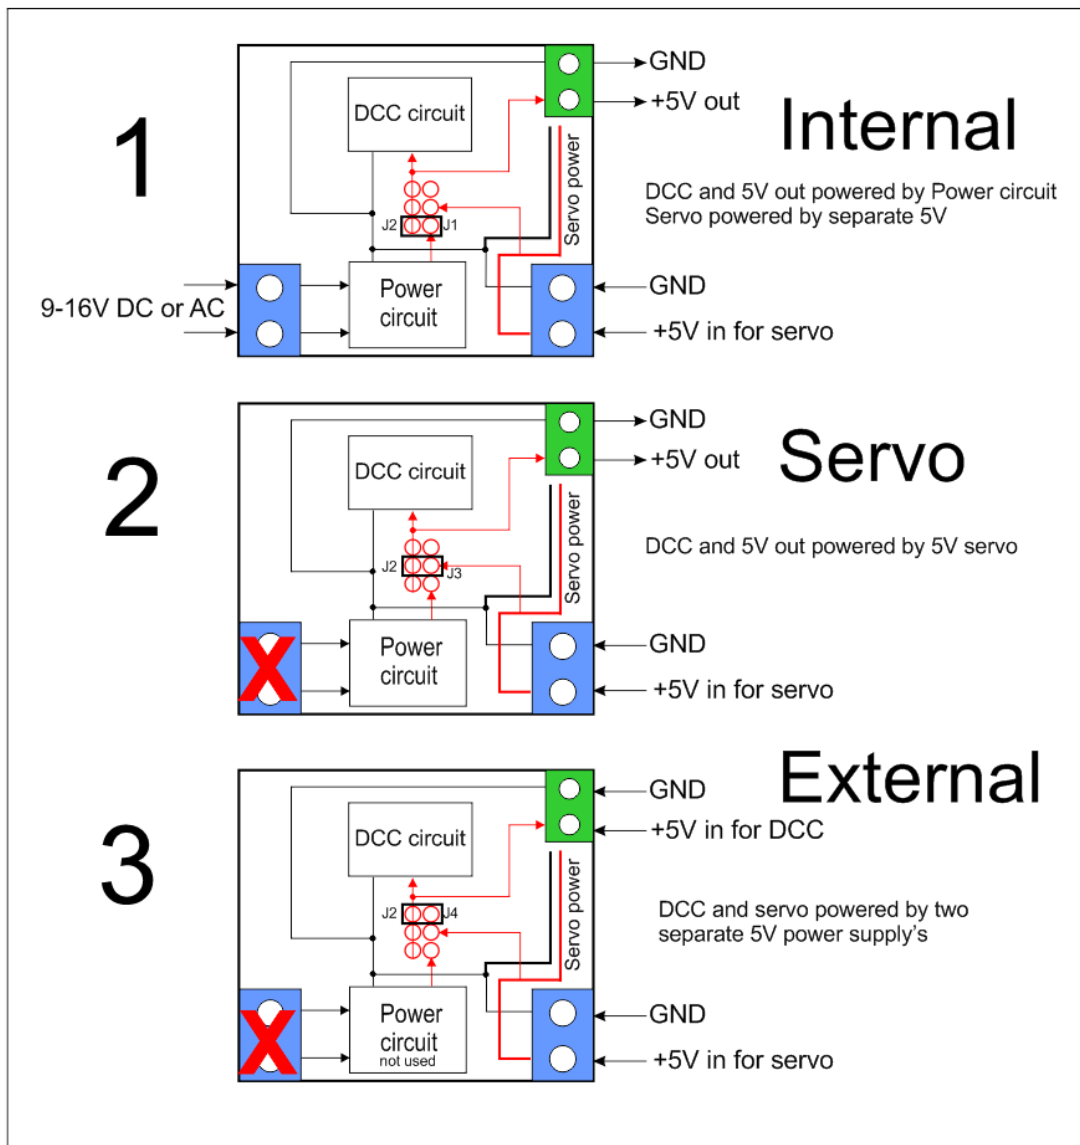 1
GND
+5V out
Internal
DCC circuit
Servo power
DCC and 5V out powered by Power circuit
Servo powered by separate 5V
J2
J1
9-16V DC or AC
Power
circuit
GND
+5V in for servo
2
GND
+5V out
Servo
DCC circuit
Servo power
DCC and 5V out powered by 5V servo
J2
J3
X
Power
circuit
GND
+5V in for servo
3
External
GND
+5V in for DCC
DCC circuit
Servo power
J2
J4
DCC and servo powered by two
separate 5V power supply's
X
Power
circuit
not used
GND
+5V in for servo